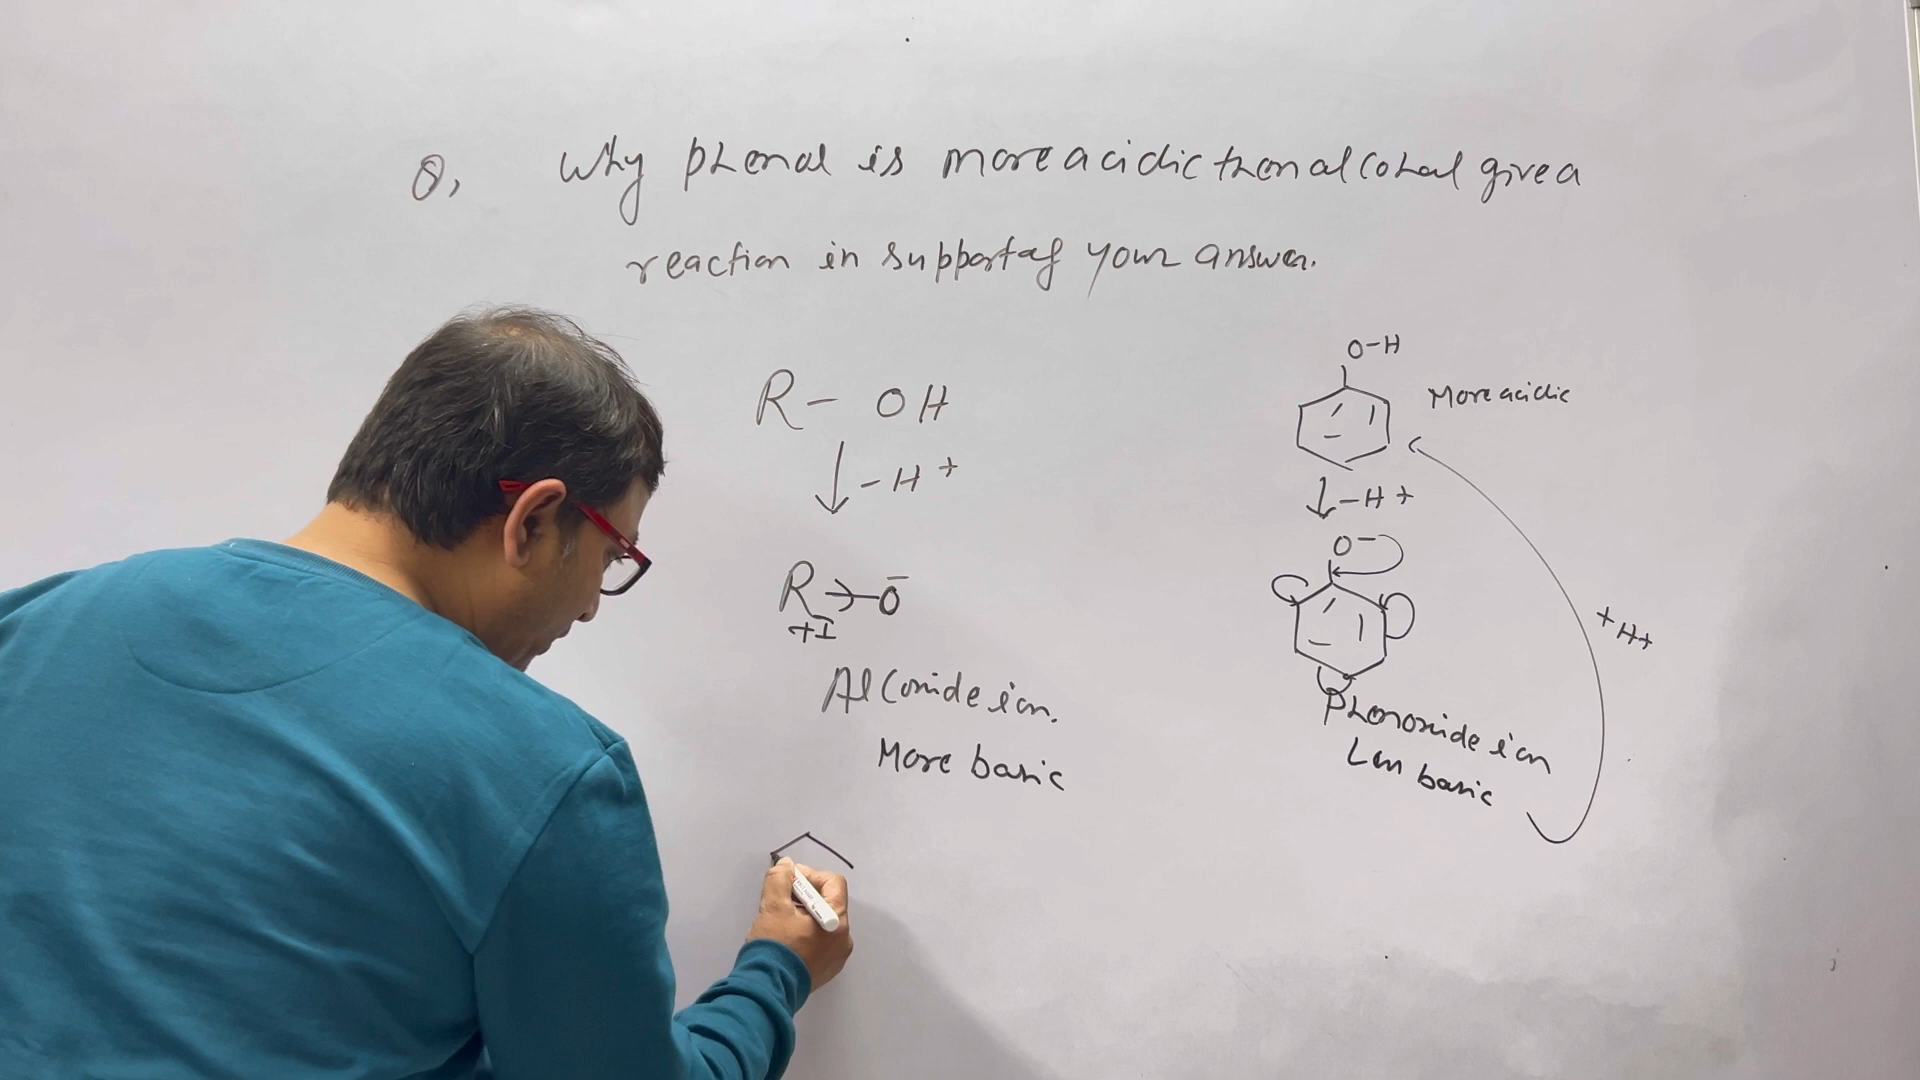 Q, Why phenol is more acidic then alcohol give a
reaction in support of your answer.
R - OH
- H +
R O-
+I
Alcoxide ion.
More basic
O-H
More acidic
- H +
O-
Phenoxide ion
Less basic
+ H+